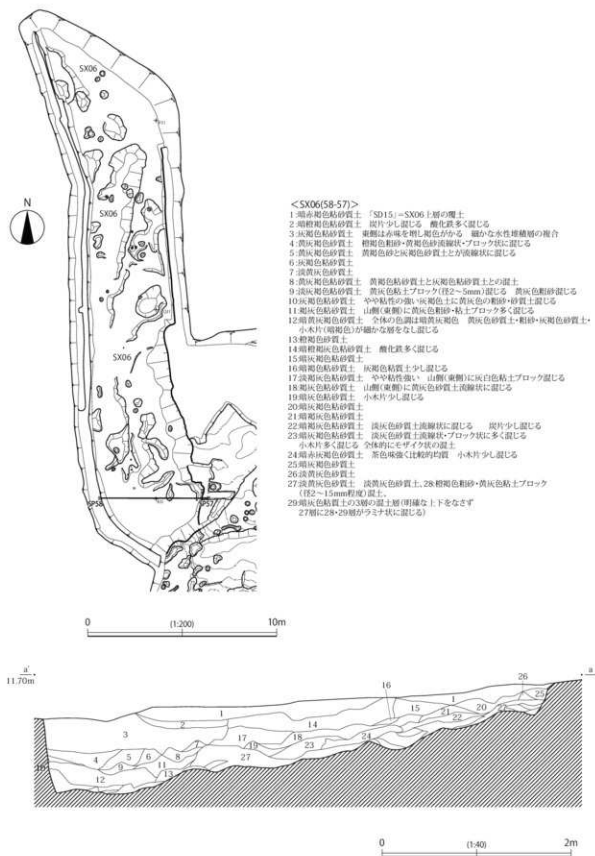 SX06
N
SX06
SX06
SP58
SP57
0 (1:200) 10m
<SX06(58-57)>
1:暗赤褐色粘砂質土 「SD15」=SX06上層の覆土
2:暗橙褐色粘砂質土 炭片少し混じる 酸化鉄多く混じる
3:灰褐色粘砂質土 東側は赤味を増し褐色がかる 細かな水性堆積層の複合
4:黄灰褐色粘砂質土 橙褐色粗砂・黄褐色砂流線状・ブロック状に混じる
5:黄灰褐色粘砂質土 黄褐色砂と灰褐色粘砂質土とが流線状に混じる
6:灰褐色粘砂質土
7:淡黄灰色砂質土
8:黄灰褐色砂質土 黄褐色粘砂質土と灰褐色粘砂質土との混土
9:淡灰褐色砂質土 黄灰色粘土ブロック(径2〜5mm)混じる 黄灰色粗砂混じる
10:灰褐色粘砂質土 やや粘性の強い灰褐色土に黄灰色の粗砂・砂質土混じる
11:褐灰色粘砂質土 山側(東側)に黄灰色粗砂・粘土ブロック多く混じる
12:暗黄灰褐色砂質土 全体の色調は暗黄灰褐色 黄灰色砂質土・粗砂・灰褐色砂質土・
小木片(暗褐色)が細かな層をなし混じる
13:橙褐色砂質土
14:暗橙褐灰色粘砂質土 酸化鉄多く混じる
15:暗灰褐色砂質土
16:暗褐色粘砂質土 灰褐色粘質土少し混じる
17:淡褐灰色粘砂質土 やや粘性強い 山側(東側)に灰白色粘土ブロック混じる
18:褐灰色粘砂質土 山側(東側)に黄灰色砂質土流線状に混じる
19:暗灰色粘砂質土 小木片少し混じる
20:暗灰褐色粘砂質土
21:暗褐灰色粘砂質土
22:暗灰色粘砂質土 淡灰色砂質土流線状に混じる 炭片少し混じる
23:暗灰褐色粘砂質土 淡灰色砂質土流線状・ブロック状に多く混じる
小木片多く混じる 全体的にモザイク状の混土
24:暗赤灰褐色砂質土 茶色味強く比較的均質 小木片少し混じる
25:暗灰褐色砂質土
26:淡黄灰色砂質土
27:淡黄灰色砂質土 淡黄灰色砂質土、28:橙褐色粗砂・黄灰色粘土ブロック
(径2〜15mm程度)混土、
29:暗灰色粘質土の3層の混土層(明確な上下をなさず
27層に28・29層がラミナ状に混じる)
a'
11.70m
a
26
16
1
1
25
15
20
2
21
22
14
3
17
18
24
7
19
23
4
5
6
8
27
9
11
10
13
12
0 (1:40) 2m